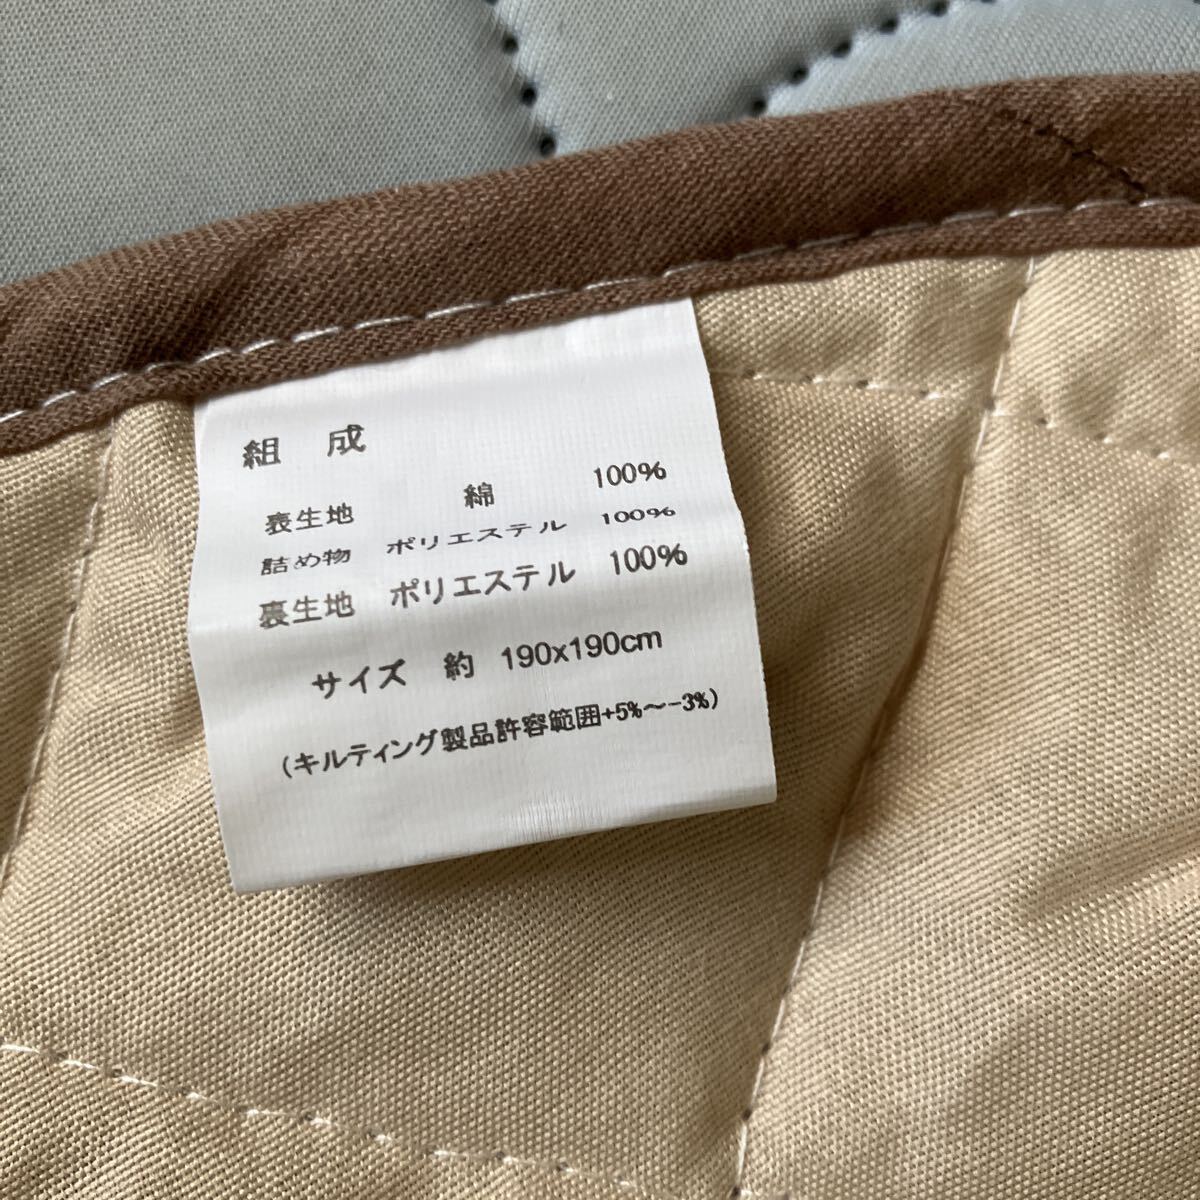 組 成
表生地 綿 100%
詰め物 ポリエステル 100%
裏生地 ポリエステル 100%
サイズ 約 190x190cm
(キルティング製品許容範囲+5%～-3%)